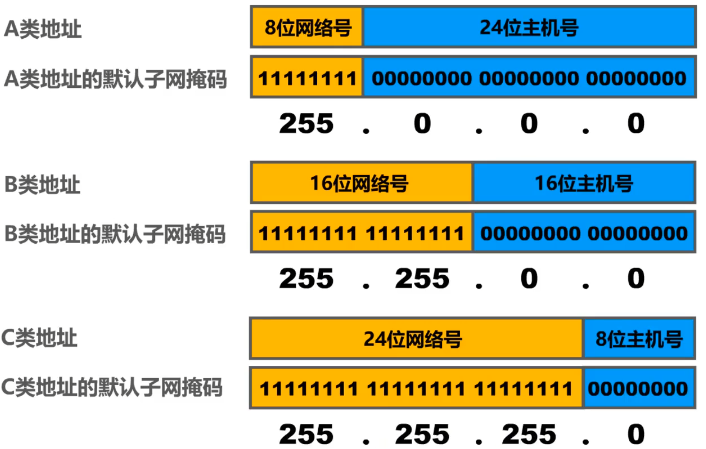 A类地址 8位网络号 24位主机号
A类地址的默认子网掩码 11111111 00000000 00000000 00000000
255 . 0 . 0 . 0
B类地址 16位网络号 16位主机号
B类地址的默认子网掩码 11111111 11111111 00000000 00000000
255 . 255 . 0 . 0
C类地址 24位网络号 8位主机号
C类地址的默认子网掩码 11111111 11111111 11111111 00000000
255 . 255 . 255 . 0